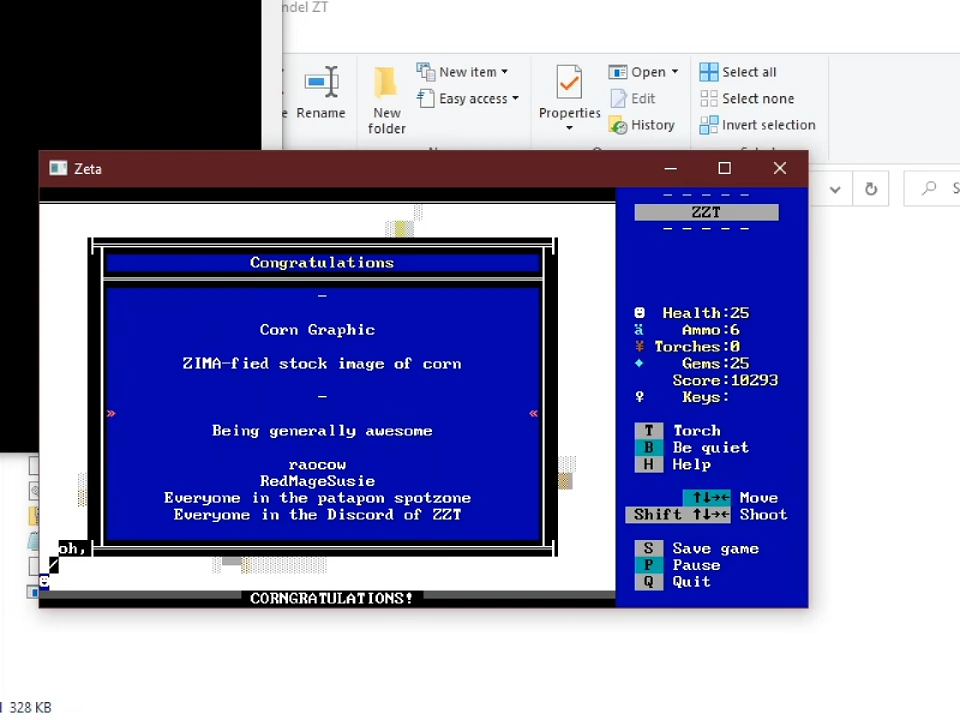 ndel ZT
Rename
New
folder
New item
Easy access
Properties
Open
Edit
History
Select all
Select none
Invert selection
Zeta
S
Congratulations
—
Corn Graphic
ZIMA-fied stock image of corn
—
» «
Being generally awesome
raocow
RedMageSusie
Everyone in the patapon spotzone
Everyone in the Discord of ZZT
oh,
CORNGRATULATIONS!
- - - - -
ZZT
- - - - -
Health:25
Ammo:6
Torches:0
Gems:25
Score:10293
Keys:
T Torch
B Be quiet
H Help
↑↓→← Move
Shift ↑↓→← Shoot
S Save game
P Pause
Q Quit
328 KB